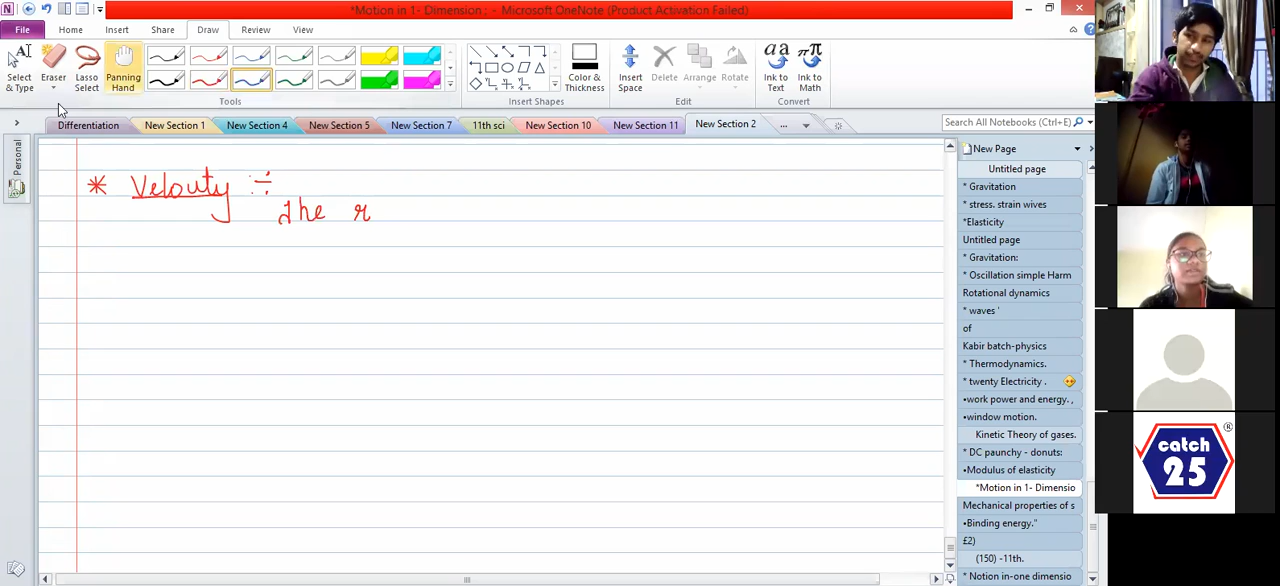 *Motion in 1- Dimension : - Microsoft OneNote (Product Activation Failed)
File Home Insert Share Draw Review View
Select & Type
Eraser
Lasso Select
Panning Hand
Color & Thickness
Insert Space
Delete
Arrange
Rotate
Ink to Text
Ink to Math
Tools Insert Shapes Edit Convert
Differentiation New Section 1 New Section 4 New Section 5 New Section 7 11th sci New Section 10 New Section 11 New Section 2 ... Search All Notebooks (Ctrl+E)
Personal
* Velocity ÷
The r
New Page
Untitled page
* Gravitation
* stress. strain wives
*Elasticity
Untitled page
* Gravitation:
* Oscillation simple Harm
Rotational dynamics
* waves '
of
Kabir batch-physics
* Thermodynamics.
* twenty Electricity .
•work power and energy. ,
•window motion.
Kinetic Theory of gases.
* DC paunchy - donuts:
•Modulus of elasticity
*Motion in 1- Dimensio
Mechanical properties of s
•Binding energy."
£2)
(150) -11th.
* Notion in-one dimensio
catch
25
®